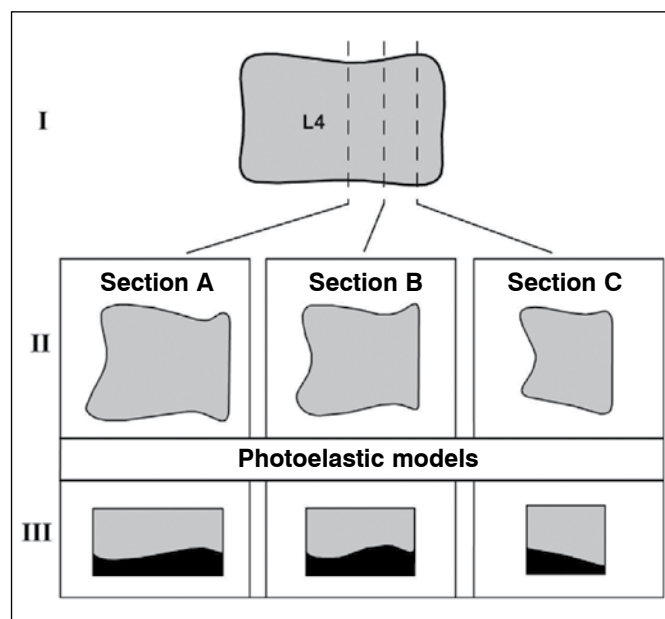 I
L4
Section A
Section B
Section C
II
Photoelastic models
III